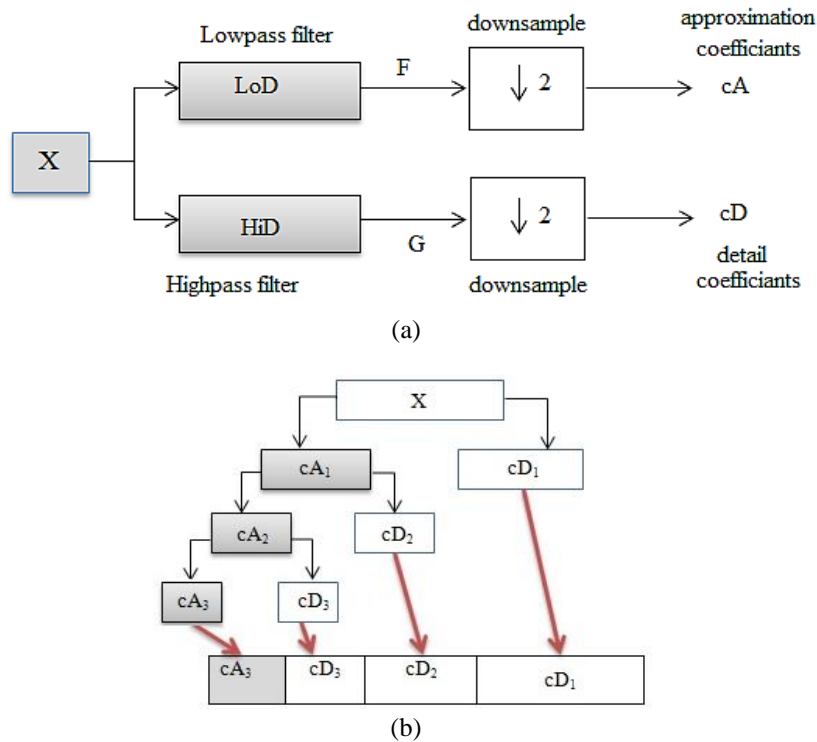 approximation
coefficiants
Lowpass filter
downsample
LoD
F
↓ 2
cA
X
HiD
G
↓ 2
cD
Highpass filter
downsample
detail
coefficiants
(a)
X
cA₁
cD₁
cA₂
cD₂
cA₃
cD₃
cA₃
cD₃
cD₂
cD₁
(b)